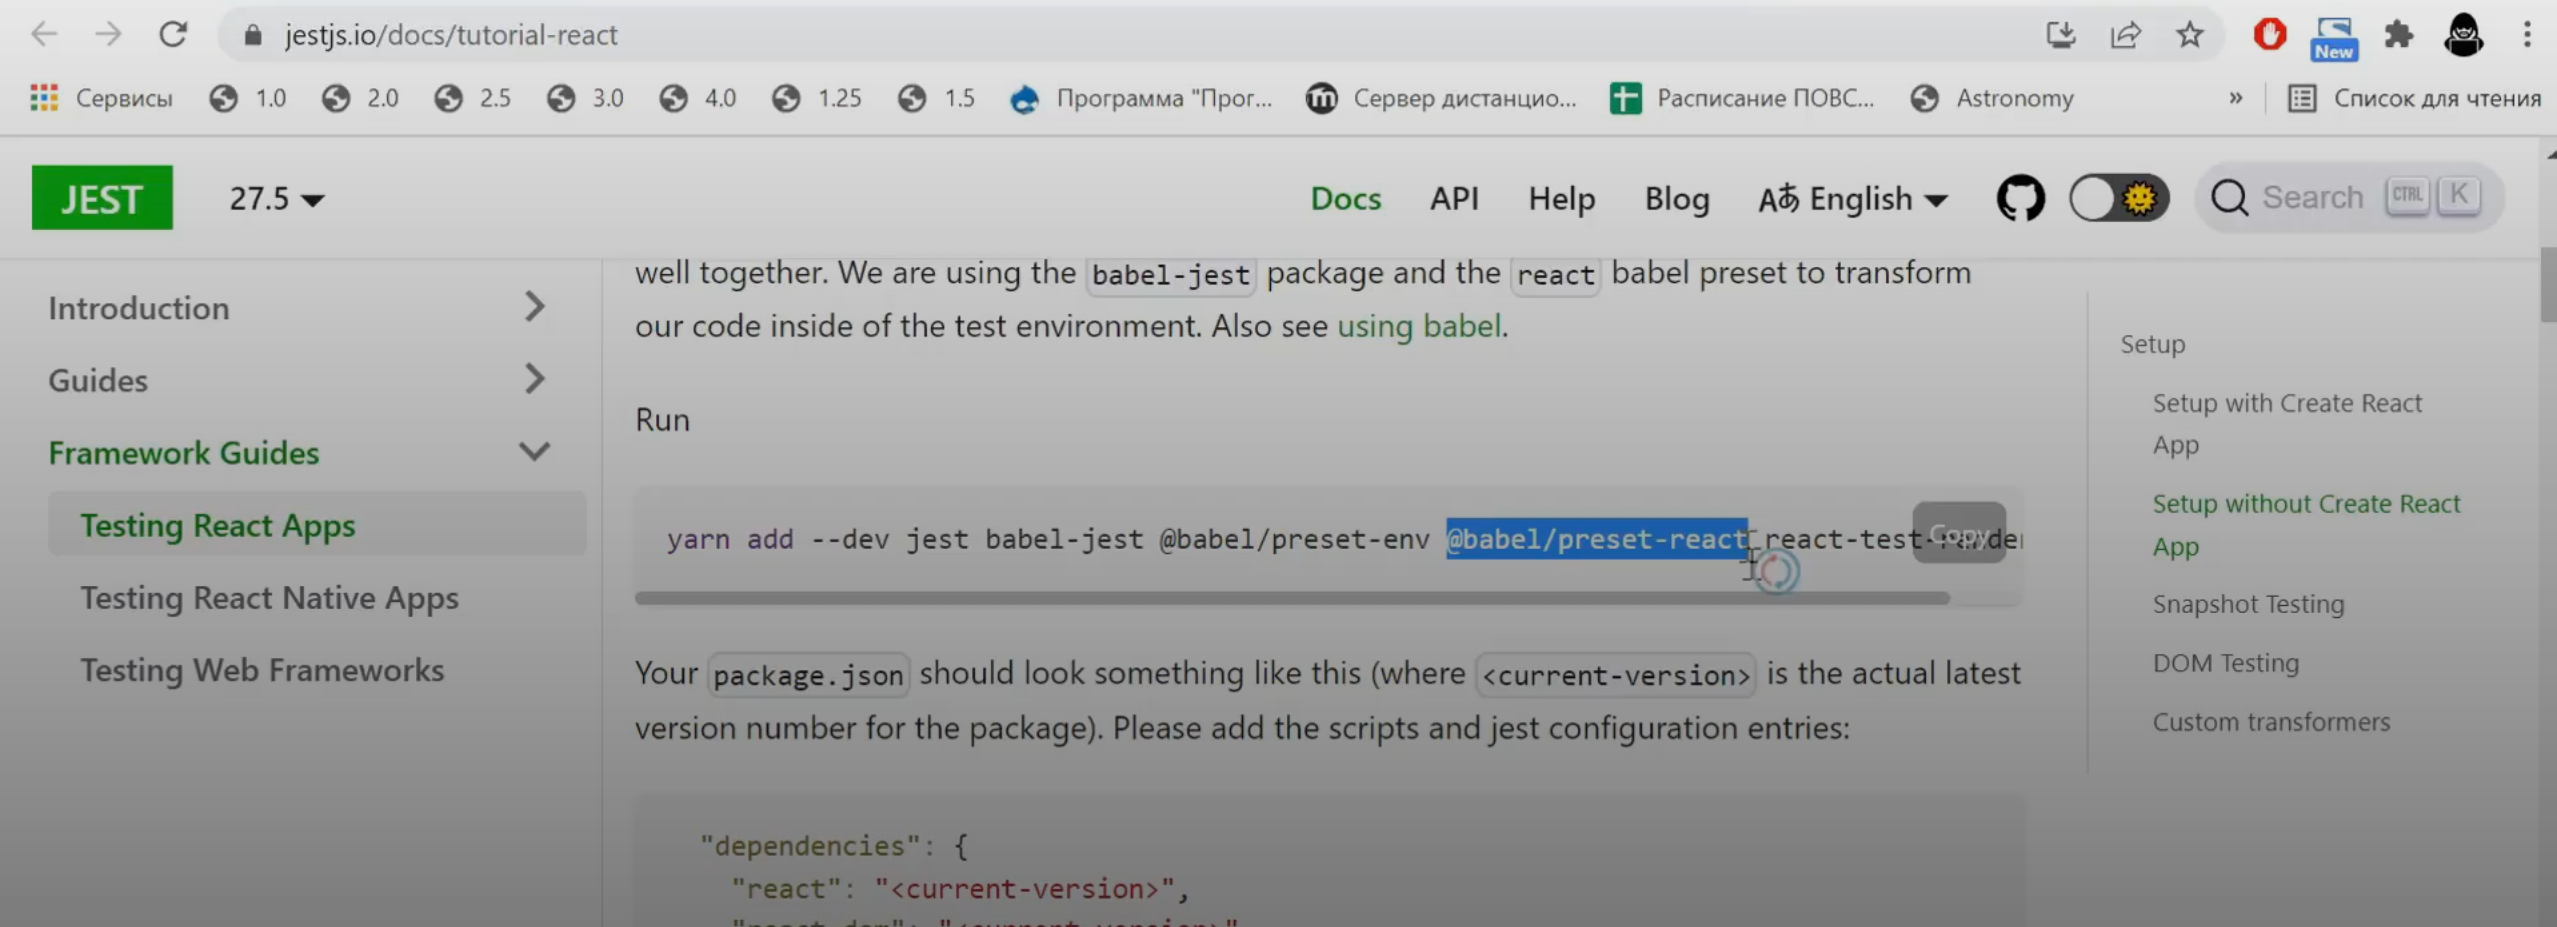 jestjs.io/docs/tutorial-react
New
Сервисы 1.0 2.0 2.5 3.0 4.0 1.25 1.5 Программа "Прог... Сервер дистанцио... Расписание ПОВС... Astronomy » Список для чтения
JEST 27.5 Docs API Help Blog Aあ English Search CTRL K
Introduction
Guides
Framework Guides
Testing React Apps
Testing React Native Apps
Testing Web Frameworks
well together. We are using the babel-jest package and the react babel preset to transform
our code inside of the test environment. Also see using babel.
Run
yarn add --dev jest babel-jest @babel/preset-env @babel/preset-react
Copy
Your package.json should look something like this (where <current-version> is the actual latest
version number for the package). Please add the scripts and jest configuration entries:
"dependencies": {
"react": "<current-version>",
"react-dom": "<current-version>"
Setup
Setup with Create React
App
Setup without Create React
App
Snapshot Testing
DOM Testing
Custom transformers